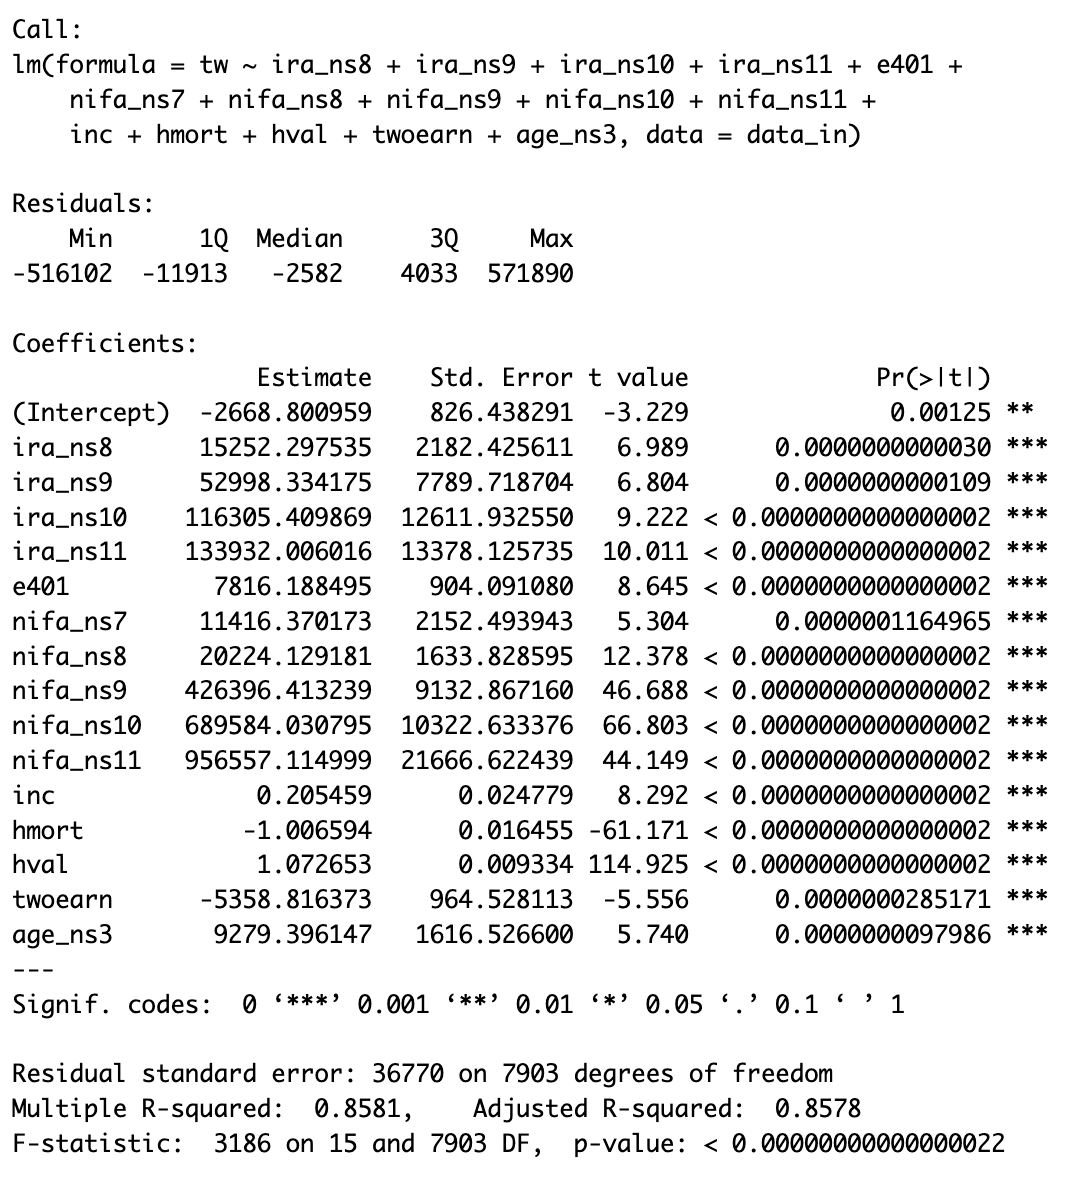 Call:
lm(formula = tw ~ ira_ns8 + ira_ns9 + ira_ns10 + ira_ns11 + e401 +
    nifa_ns7 + nifa_ns8 + nifa_ns9 + nifa_ns10 + nifa_ns11 +
    inc + hmort + hval + twoearn + age_ns3, data = data_in)

Residuals:
    Min      1Q  Median      3Q     Max
-516102  -11913   -2582    4033  571890

Coefficients:
                 Estimate    Std. Error t value             Pr(>|t|)
(Intercept)  -2668.800959    826.438291  -3.229              0.00125 **
ira_ns8      15252.297535   2182.425611   6.989      0.0000000000030 ***
ira_ns9      52998.334175   7789.718704   6.804      0.0000000000109 ***
ira_ns10    116305.409869  12611.932550   9.222 < 0.0000000000000002 ***
ira_ns11    133932.006016  13378.125735  10.011 < 0.0000000000000002 ***
e401          7816.188495    904.091080   8.645 < 0.0000000000000002 ***
nifa_ns7     11416.370173   2152.493943   5.304      0.0000001164965 ***
nifa_ns8     20224.129181   1633.828595  12.378 < 0.0000000000000002 ***
nifa_ns9    426396.413239   9132.867160  46.688 < 0.0000000000000002 ***
nifa_ns10   689584.030795  10322.633376  66.803 < 0.0000000000000002 ***
nifa_ns11   956557.114999  21666.622439  44.149 < 0.0000000000000002 ***
inc              0.205459      0.024779   8.292 < 0.0000000000000002 ***
hmort           -1.006594      0.016455 -61.171 < 0.0000000000000002 ***
hval             1.072653      0.009334 114.925 < 0.0000000000000002 ***
twoearn      -5358.816373    964.528113  -5.556      0.0000000285171 ***
age_ns3       9279.396147   1616.526600   5.740      0.0000000097986 ***
---
Signif. codes:  0 ‘***’ 0.001 ‘**’ 0.01 ‘*’ 0.05 ‘.’ 0.1 ‘ ’ 1

Residual standard error: 36770 on 7903 degrees of freedom
Multiple R-squared:  0.8581,    Adjusted R-squared:  0.8578
F-statistic:  3186 on 15 and 7903 DF,  p-value: < 0.00000000000000022